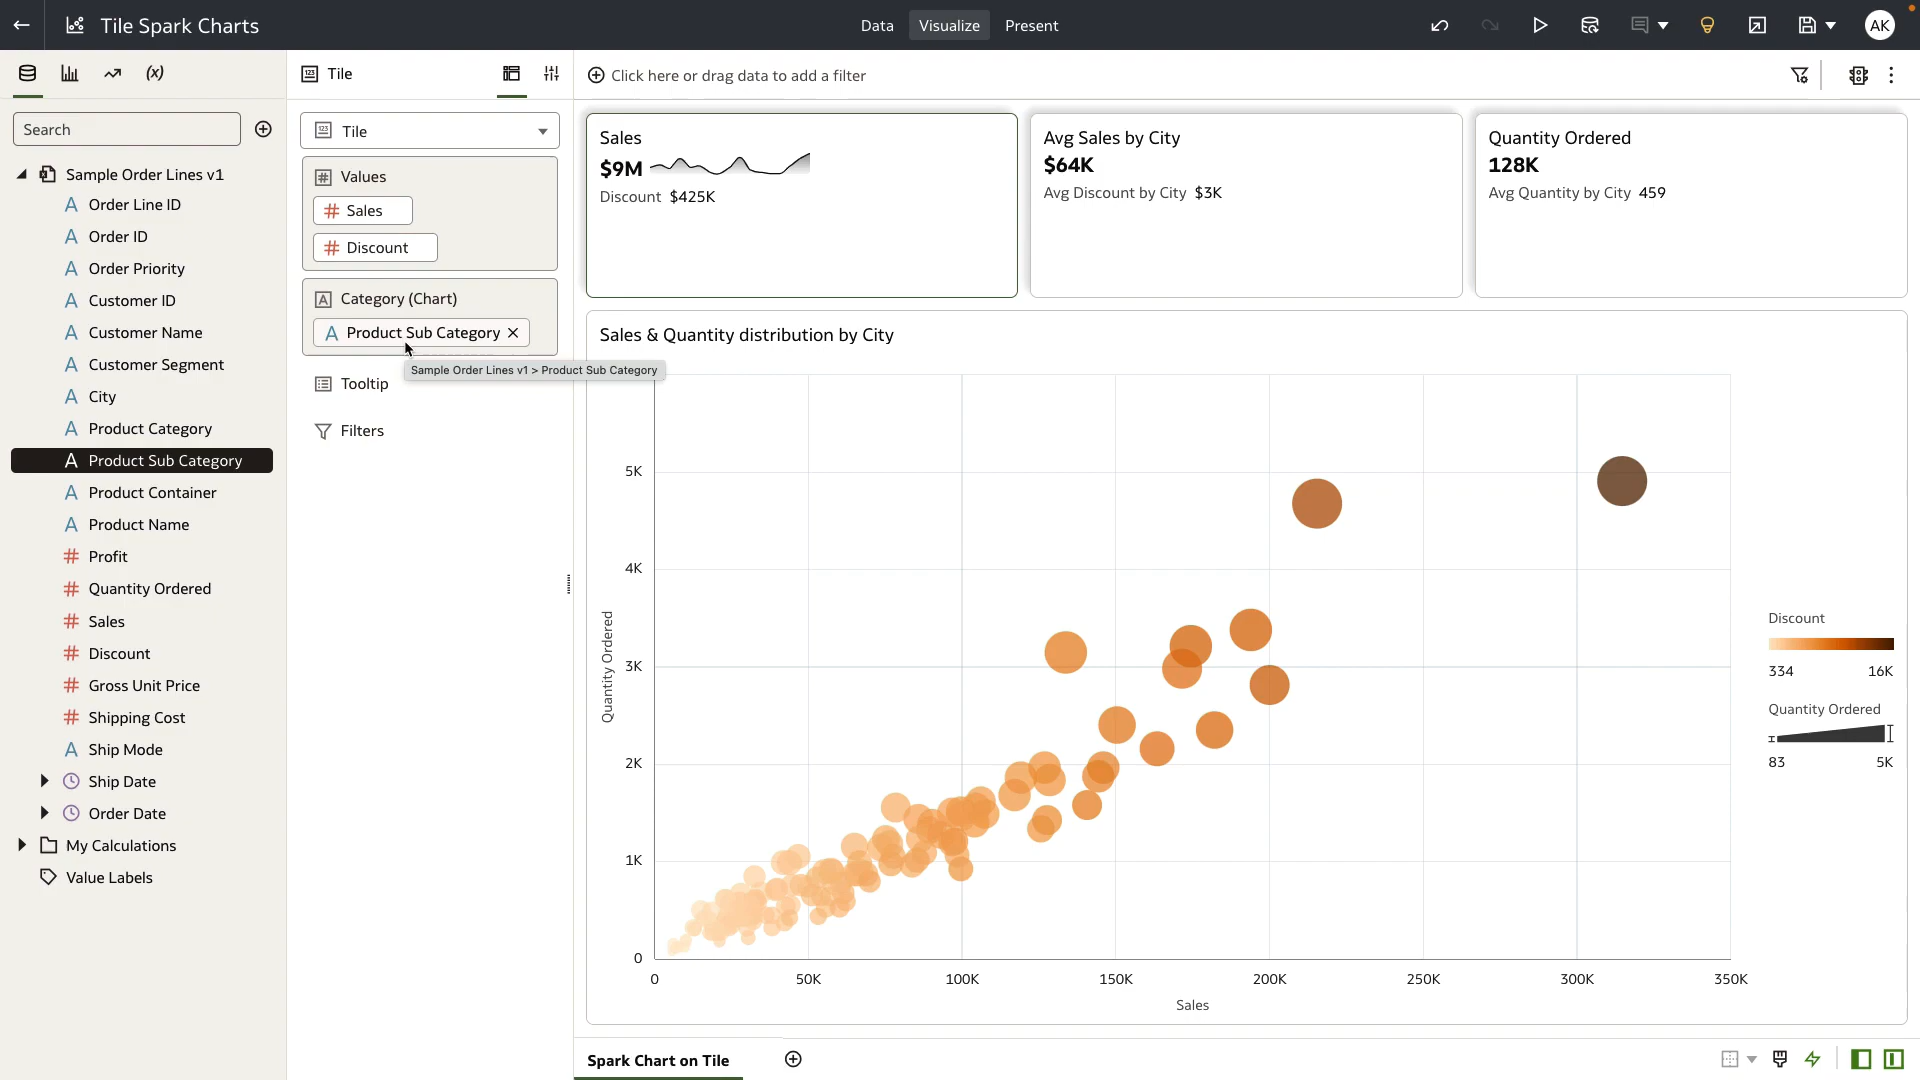 Tile Spark Charts
Data
Visualize
Present
AK
Search
Sample Order Lines v1
A Order Line ID
A Order ID
A Order Priority
A Customer ID
A Customer Name
A Customer Segment
A City
A Product Category
A Product Sub Category
A Product Container
A Product Name
# Profit
# Quantity Ordered
# Sales
# Discount
# Gross Unit Price
# Shipping Cost
A Ship Mode
Ship Date
Order Date
My Calculations
Value Labels
(x)
Tile
Tile
# Values
# Sales
# Discount
A Category (Chart)
A Product Sub Category
Sample Order Lines v1 > Product Sub Category
Tooltip
Filters
Click here or drag data to add a filter
Sales
$9M
Discount $425K
Avg Sales by City
$64K
Avg Discount by City $3K
Quantity Ordered
128K
Avg Quantity by City 459
Sales & Quantity distribution by City
Quantity Ordered
5K
4K
3K
2K
1K
0
0 50K 100K 150K 200K 250K 300K 350K
Sales
Discount
334 16K
Quantity Ordered
83 5K
Spark Chart on Tile